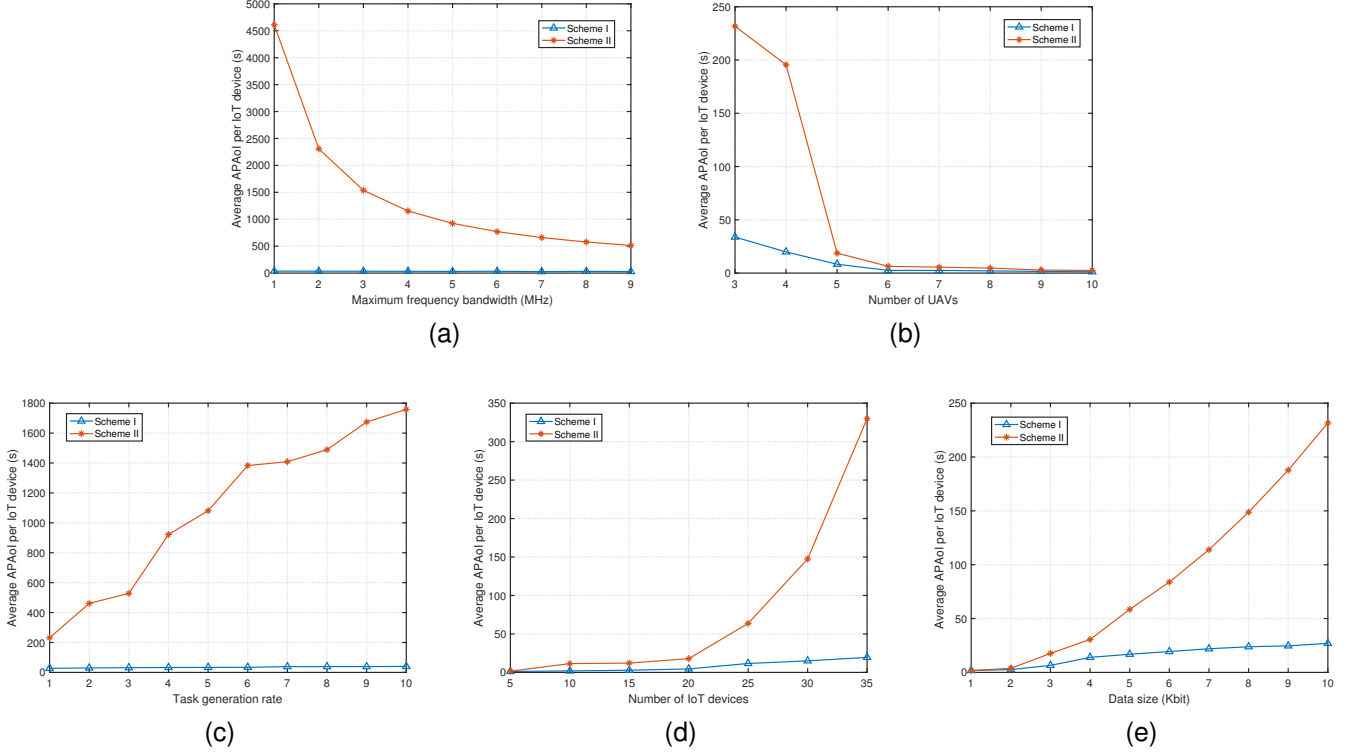 5000
4500
4000
3500
3000
2500
2000
1500
1000
500
0
Average APAoI per IoT device (s)
Scheme I
Scheme II
1 2 3 4 5 6 7 8 9
Maximum frequency bandwidth (MHz)
(a)
250
200
150
100
50
0
Average APAoI per IoT device (s)
Scheme I
Scheme II
3 4 5 6 7 8 9 10
Number of UAVs
(b)
1800
1600
1400
1200
1000
800
600
400
200
0
Average APAoI per IoT device (s)
Scheme I
Scheme II
1 2 3 4 5 6 7 8 9 10
Task generation rate
(c)
350
300
250
200
150
100
50
0
Average APAoI per IoT device (s)
Scheme I
Scheme II
5 10 15 20 25 30 35
Number of IoT devices
(d)
250
200
150
100
50
0
Average APAoI per IoT device (s)
Scheme I
Scheme II
1 2 3 4 5 6 7 8 9 10
Data size (Kbit)
(e)